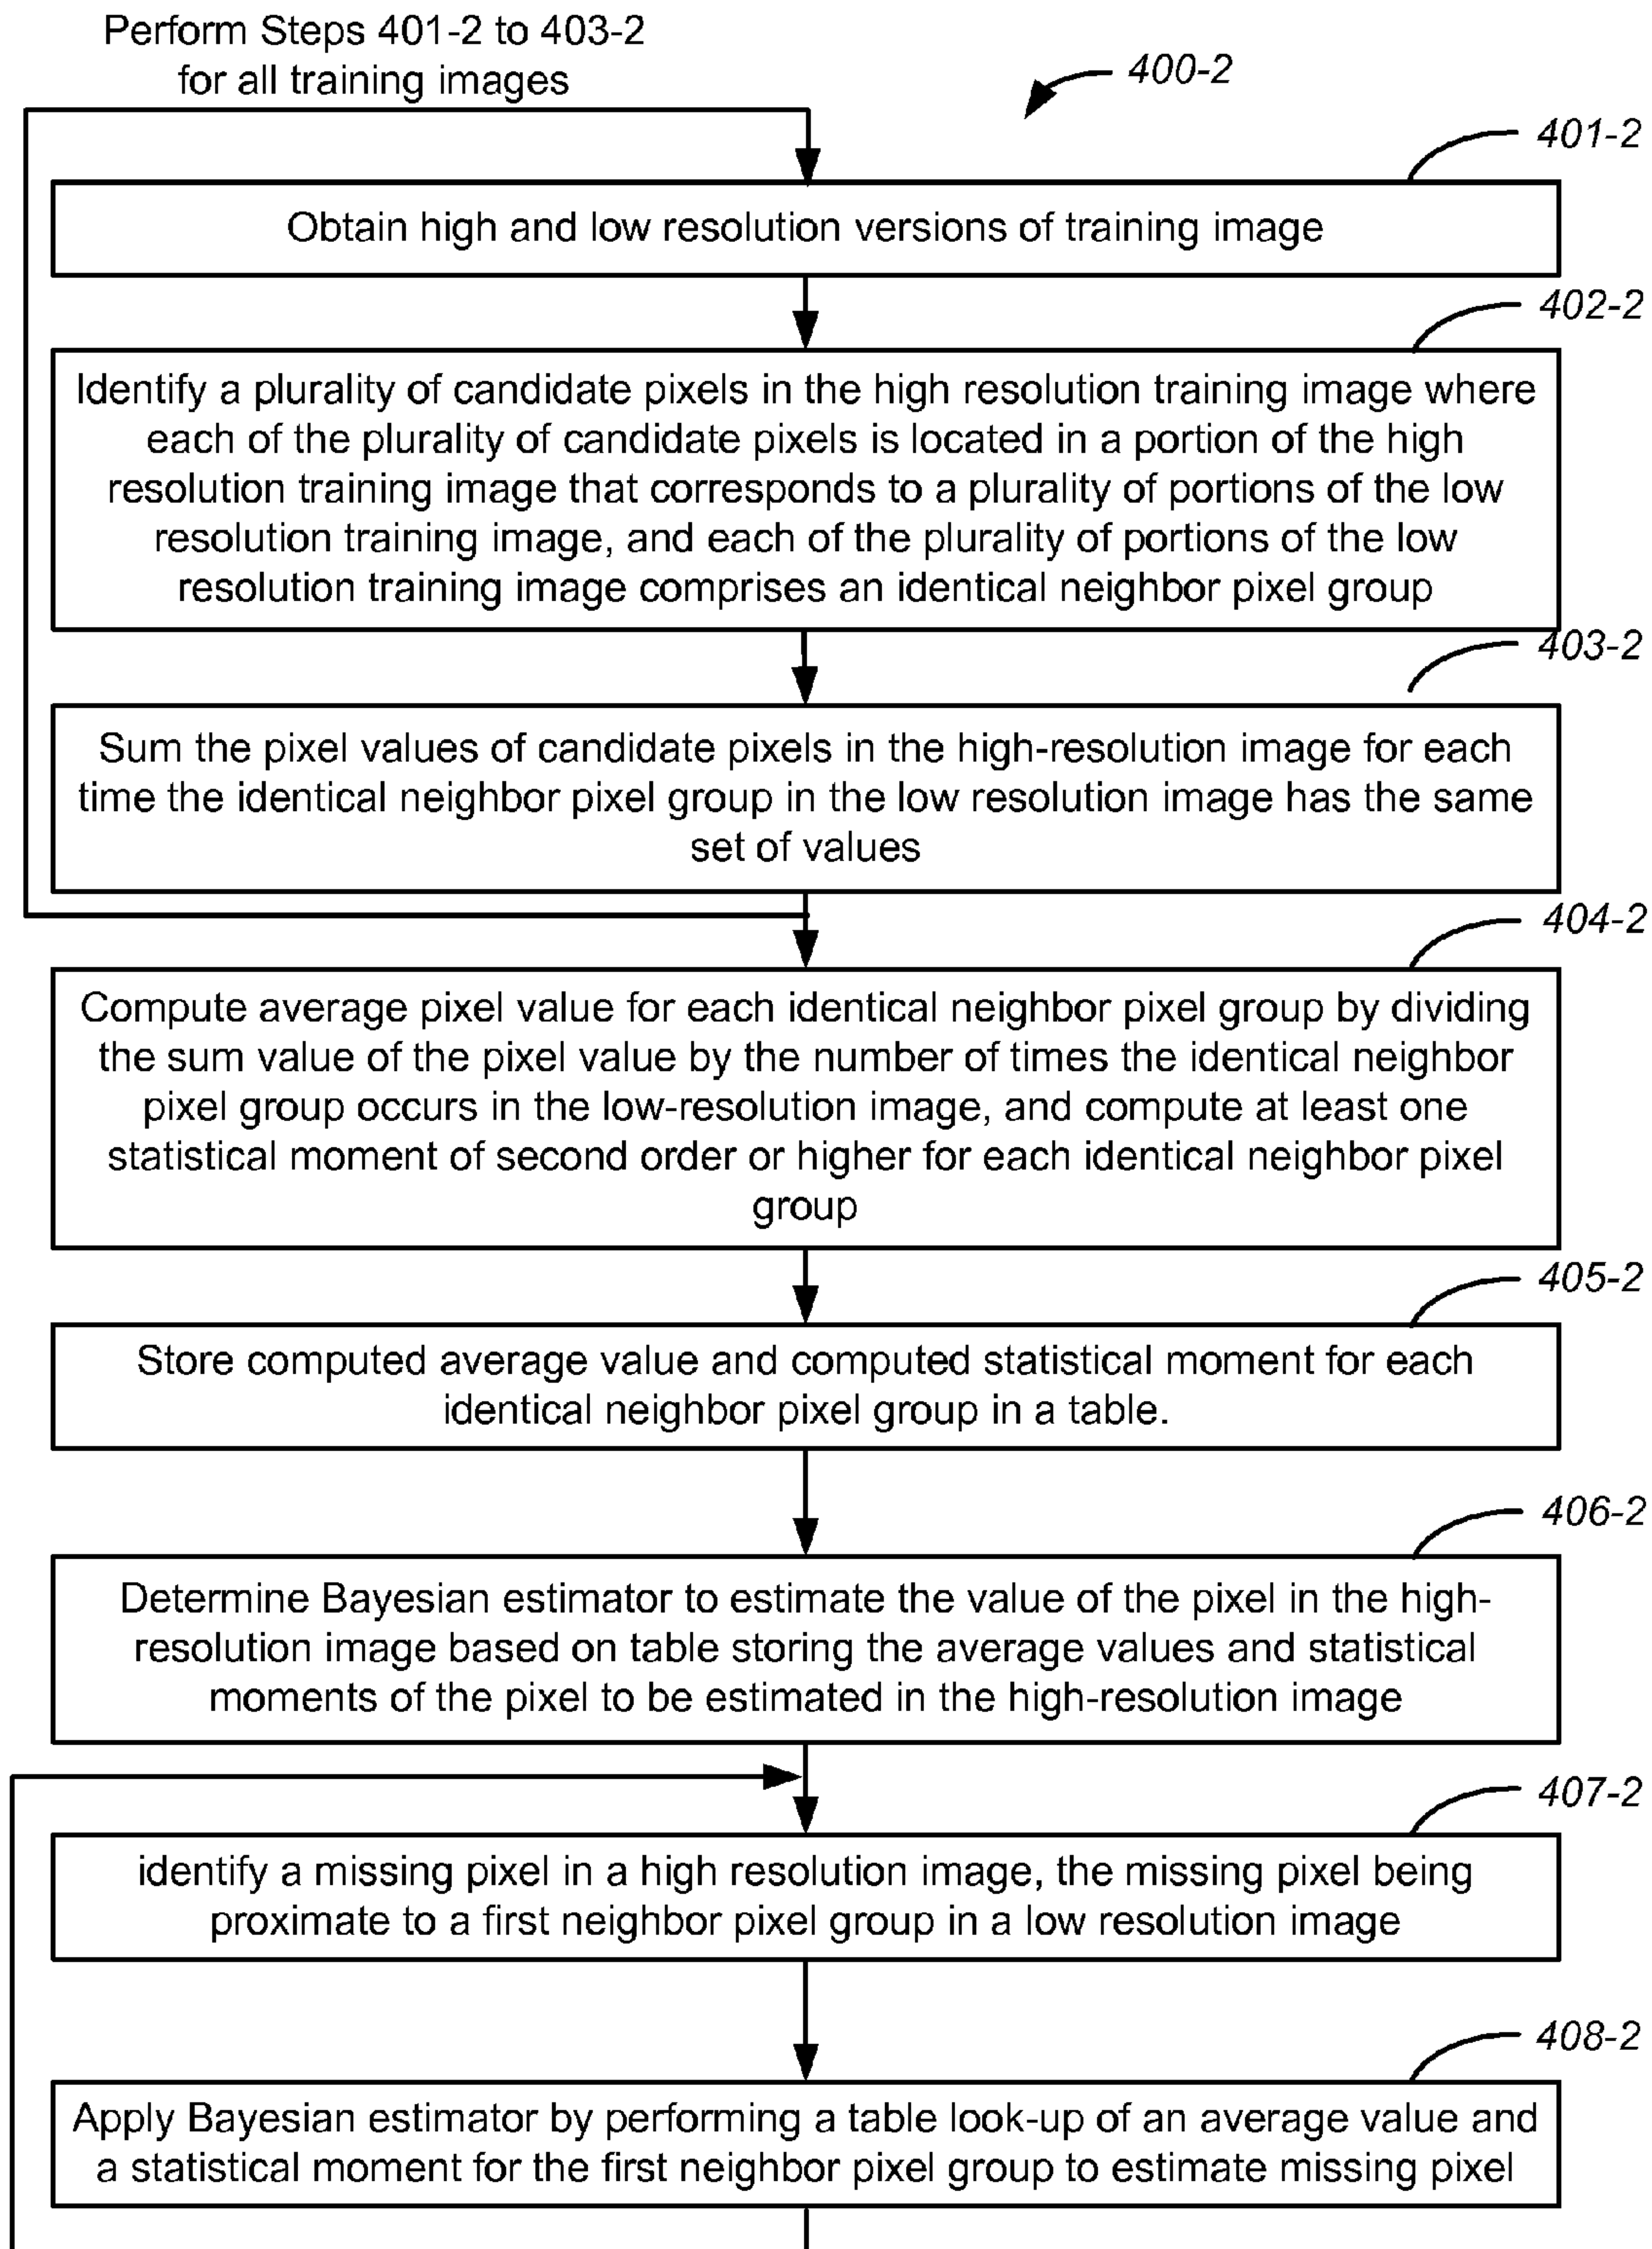 Perform Steps 401-2 to 403-2
for all training images
400-2
401-2
Obtain high and low resolution versions of training image
402-2
Identify a plurality of candidate pixels in the high resolution training image where
each of the plurality of candidate pixels is located in a portion of the high
resolution training image that corresponds to a plurality of portions of the low
resolution training image, and each of the plurality of portions of the low
resolution training image comprises an identical neighbor pixel group
403-2
Sum the pixel values of candidate pixels in the high-resolution image for each
time the identical neighbor pixel group in the low resolution image has the same
set of values
404-2
Compute average pixel value for each identical neighbor pixel group by dividing
the sum value of the pixel value by the number of times the identical neighbor
pixel group occurs in the low-resolution image, and compute at least one
statistical moment of second order or higher for each identical neighbor pixel
group
405-2
Store computed average value and computed statistical moment for each
identical neighbor pixel group in a table.
406-2
Determine Bayesian estimator to estimate the value of the pixel in the high-
resolution image based on table storing the average values and statistical
moments of the pixel to be estimated in the high-resolution image
407-2
identify a missing pixel in a high resolution image, the missing pixel being
proximate to a first neighbor pixel group in a low resolution image
408-2
Apply Bayesian estimator by performing a table look-up of an average value and
a statistical moment for the first neighbor pixel group to estimate missing pixel